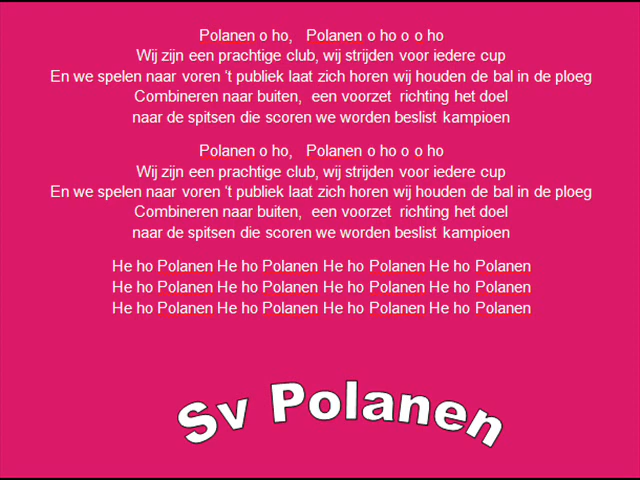 Polanen o ho, Polanen o ho o o ho
Wij zijn een prachtige club, wij strijden voor iedere cup
En we spelen naar voren 't publiek laat zich horen wij houden de bal in de ploeg
Combineren naar buiten, een voorzet richting het doel
naar de spitsen die scoren we worden beslist kampioen
Polanen o ho, Polanen o ho o o ho
Wij zijn een prachtige club, wij strijden voor iedere cup
En we spelen naar voren 't publiek laat zich horen wij houden de bal in de ploeg
Combineren naar buiten, een voorzet richting het doel
naar de spitsen die scoren we worden beslist kampioen
He ho Polanen He ho Polanen He ho Polanen He ho Polanen
He ho Polanen He ho Polanen He ho Polanen He ho Polanen
He ho Polanen He ho Polanen He ho Polanen He ho Polanen
Sv Polanen